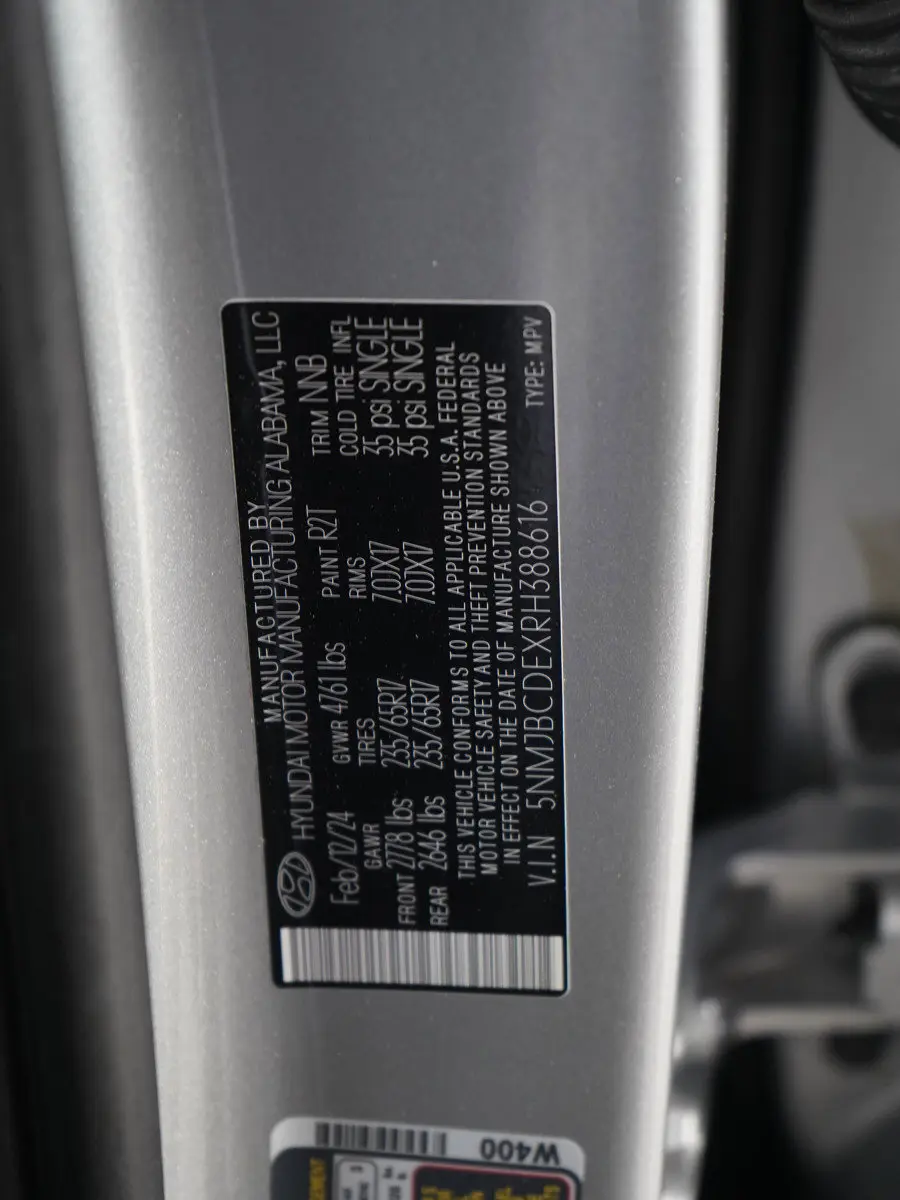 MANUFACTURED BY
HYUNDAI MOTOR MANUFACTURING ALABAMA, LLC
Feb/12/24 GVWR 4761 lbs PAINT R2T TRIM NNB
GAWR TIRES RIMS COLD TIRE INFL
FRONT 2778 lbs 235/65R17 7.0JX17 35 psi SINGLE
REAR 2646 lbs 235/65R17 7.0JX17 35 psi SINGLE
THIS VEHICLE CONFORMS TO ALL APPLICABLE U.S.A. FEDERAL
MOTOR VEHICLE SAFETY AND THEFT PREVENTION STANDARDS
IN EFFECT ON THE DATE OF MANUFACTURE SHOWN ABOVE
V.I.N 5NMJBCDEXRH388616 TYPE: MPV
W400